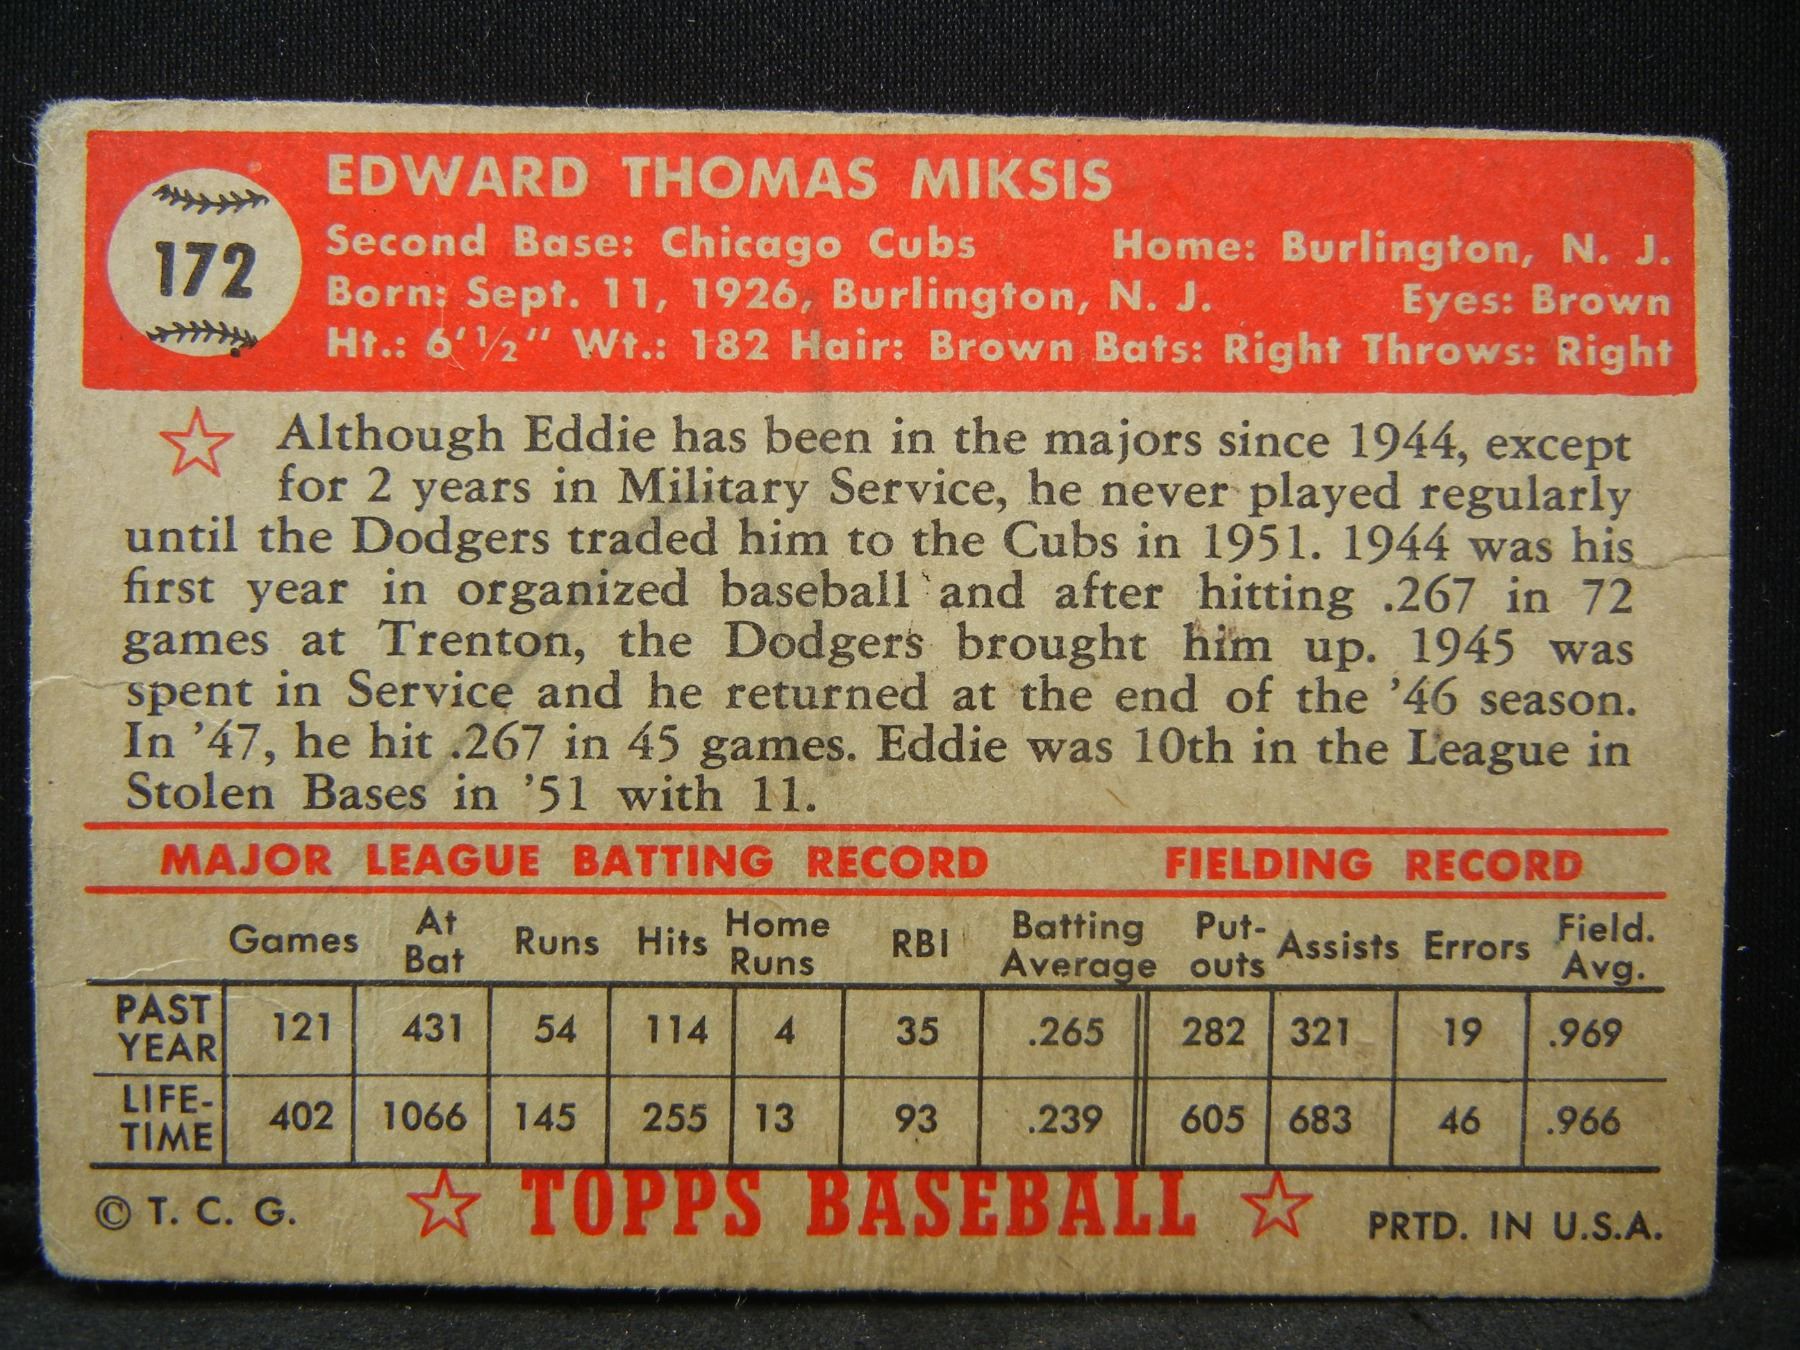 172
EDWARD THOMAS MIKSIS
Second Base: Chicago Cubs Home: Burlington, N. J.
Born: Sept. 11, 1926, Burlington, N. J. Eyes: Brown
Ht.: 6'½" Wt.: 182 Hair: Brown Bats: Right Throws: Right
Although Eddie has been in the majors since 1944, except
for 2 years in Military Service, he never played regularly
until the Dodgers traded him to the Cubs in 1951. 1944 was his
first year in organized baseball and after hitting .267 in 72
games at Trenton, the Dodgers brought him up. 1945 was
spent in Service and he returned at the end of the '46 season.
In '47, he hit .267 in 45 games. Eddie was 10th in the League in
Stolen Bases in '51 with 11.
MAJOR LEAGUE BATTING RECORD FIELDING RECORD
Games At Bat Runs Hits Home Runs RBI Batting Average Put-outs Assists Errors Field. Avg.
PAST YEAR 121 431 54 114 4 35 .265 282 321 19 .969
LIFE-TIME 402 1066 145 255 13 93 .239 605 683 46 .966
© T. C. G. TOPPS BASEBALL PRTD. IN U.S.A.